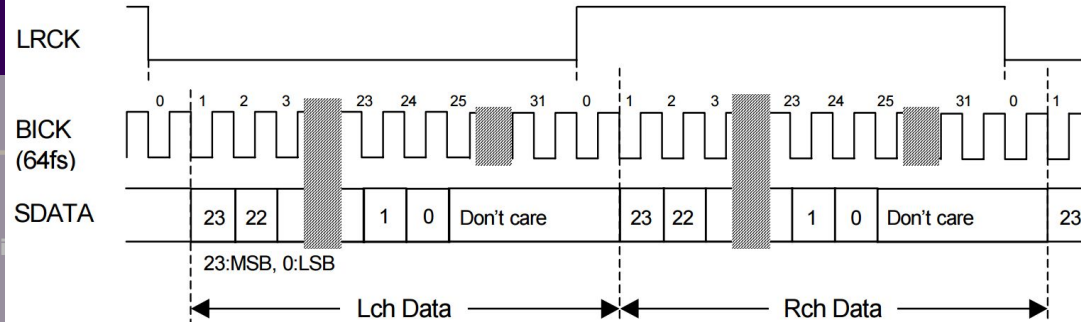 LRCK
0 1 2 3 23 24 25 31 0 1 2 3 23 24 25 31 0 1
BICK
(64fs)
SDATA 23 22 1 0 Don't care 23 22 1 0 Don't care 23
23:MSB, 0:LSB
Lch Data Rch Data